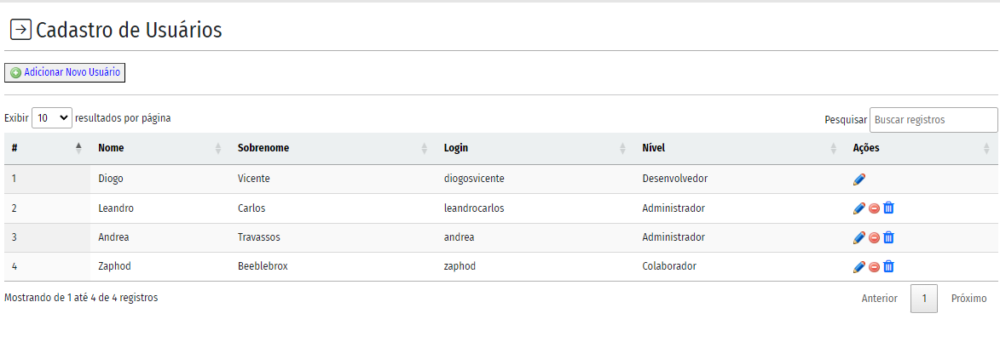 Cadastro de Usuários
Adicionar Novo Usuário
Exibir 10 resultados por página
Pesquisar Buscar registros
# Nome Sobrenome Login Nível Ações
1 Diogo Vicente diogosvicente Desenvolvedor
2 Leandro Carlos leandrocarlos Administrador
3 Andrea Travassos andrea Administrador
4 Zaphod Beeblebrox zaphod Colaborador
Mostrando de 1 até 4 de 4 registros
Anterior 1 Próximo